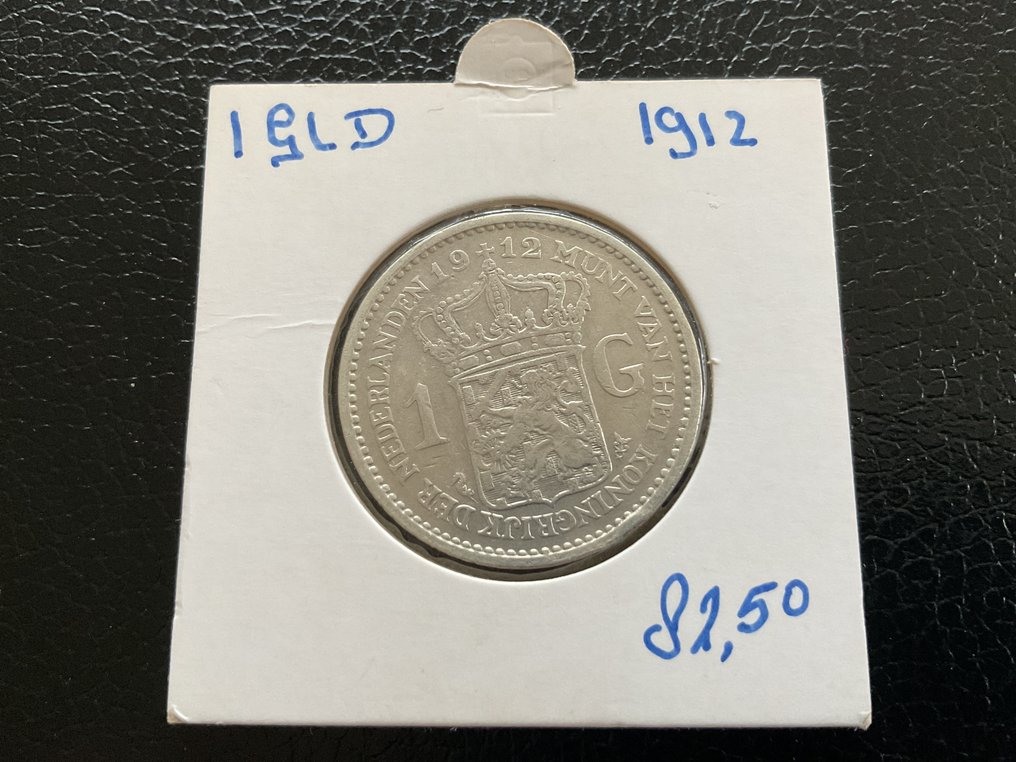 1 GLD 1912
19 12 MUNT VAN HET KONINGRIJK DER NEDERLANDEN
1 G
82,50